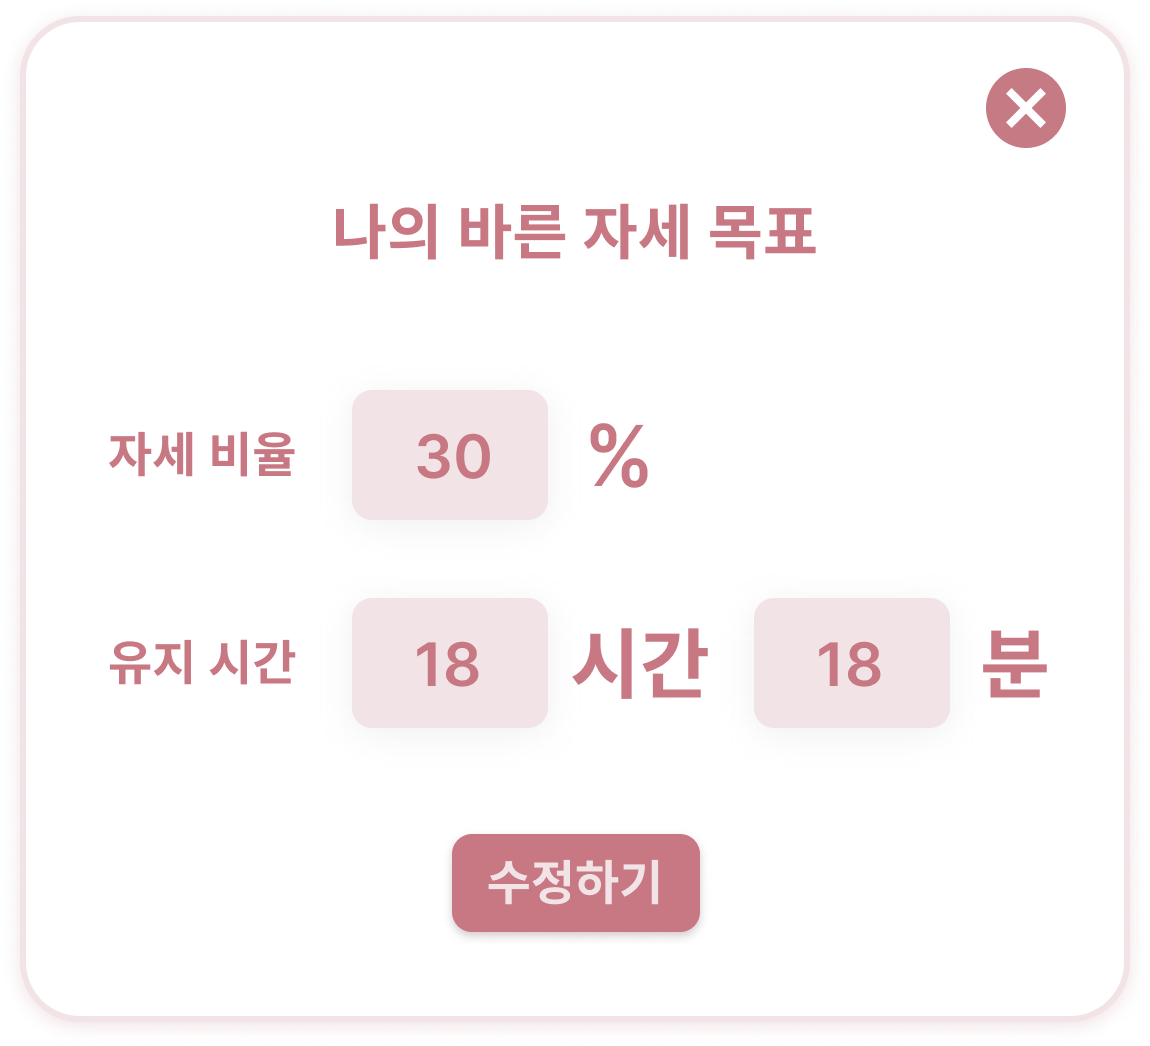 나의 바른 자세 목표
자세 비율 30 %
유지 시간 18 시간 18 분
수정하기